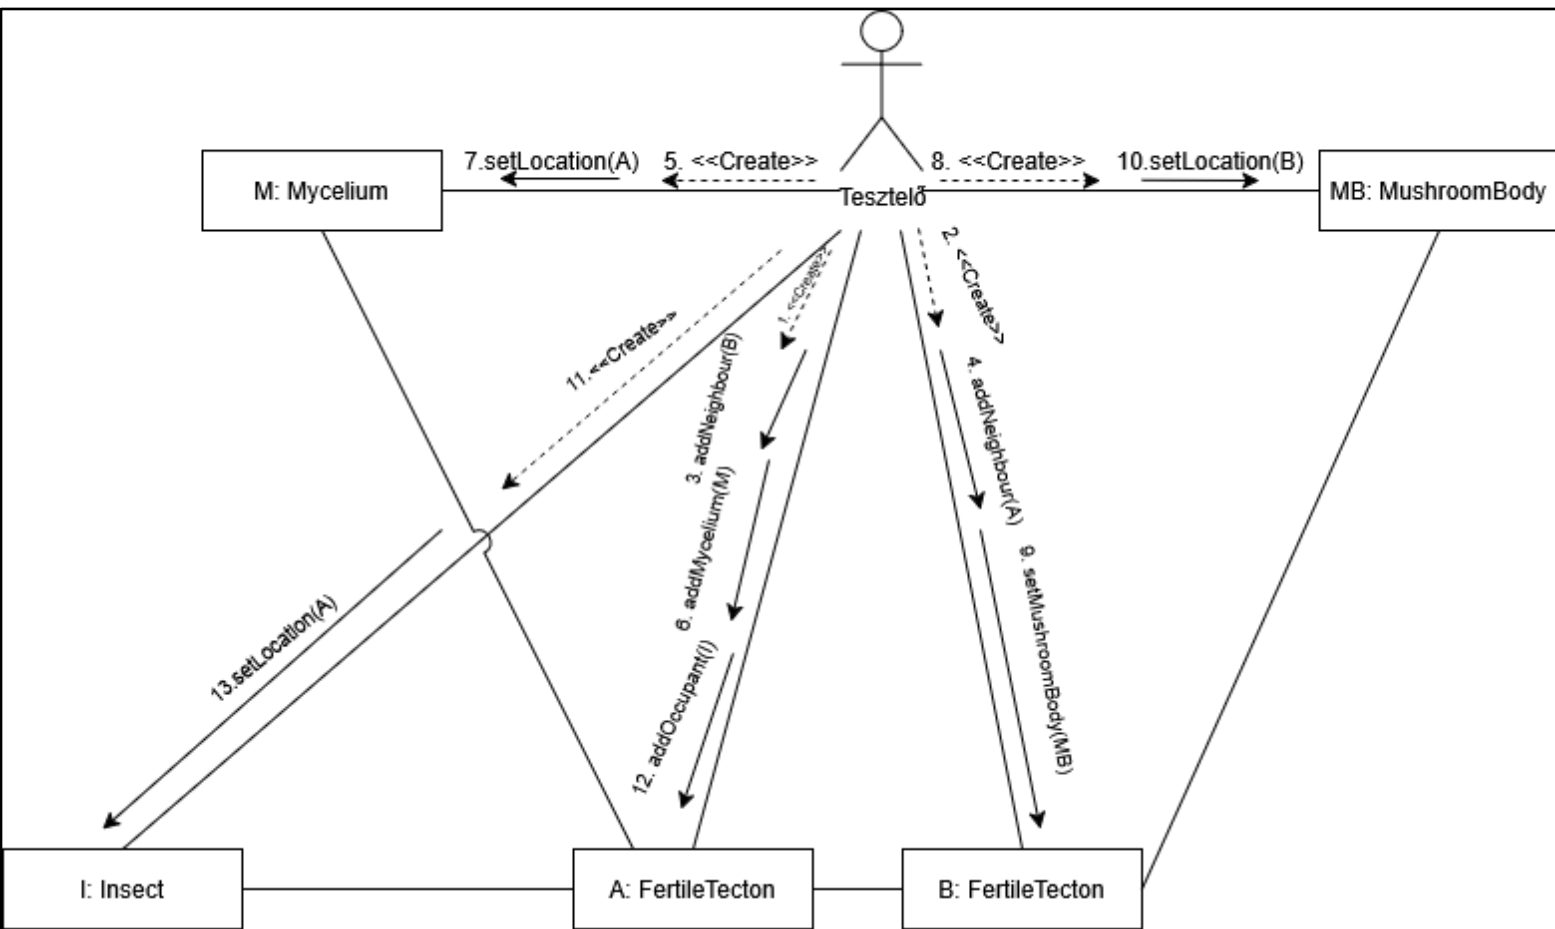 7.setLocation(A)
5. <<Create>>
8. <<Create>>
10.setLocation(B)
M: Mycelium
Tesztelő
MB: MushroomBody
11.<<Create>>
1. <<Create>>
2. <<Create>>
3. addNeighbour(B)
4. addNeighbour(A)
6. addMycelium(M)
9. setMushroomBody(MB)
13.setLocation(A)
12. addOccupant(I)
I: Insect
A: FertileTecton
B: FertileTecton